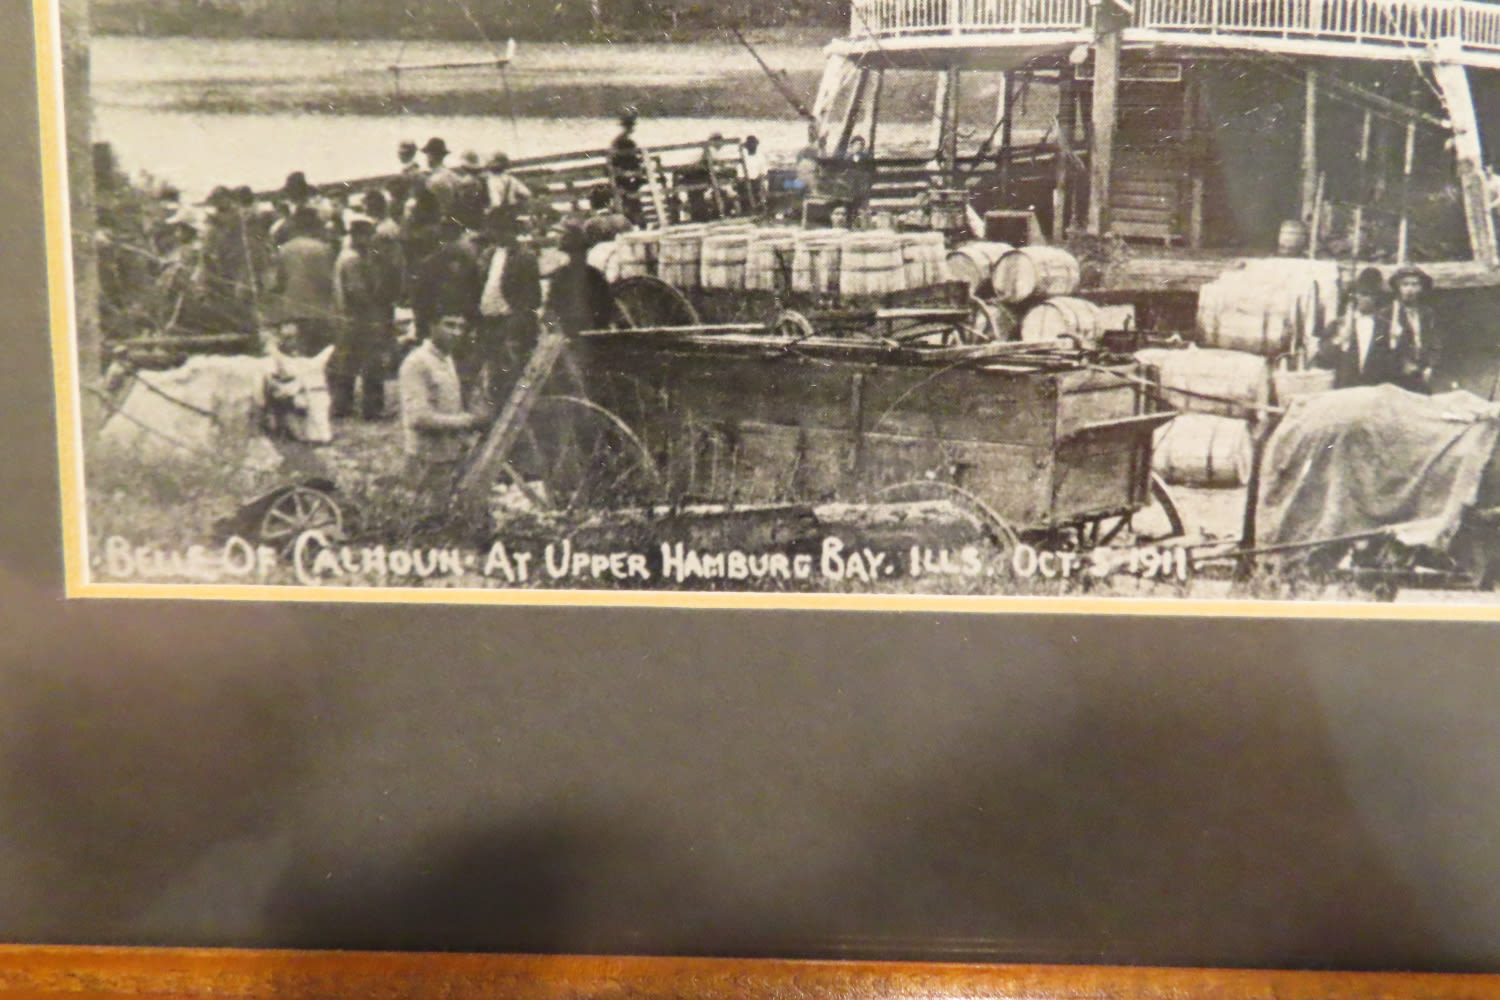 Belle Of Calhoun. At Upper Hamburg Bay. Ills. Oct. 5-1911